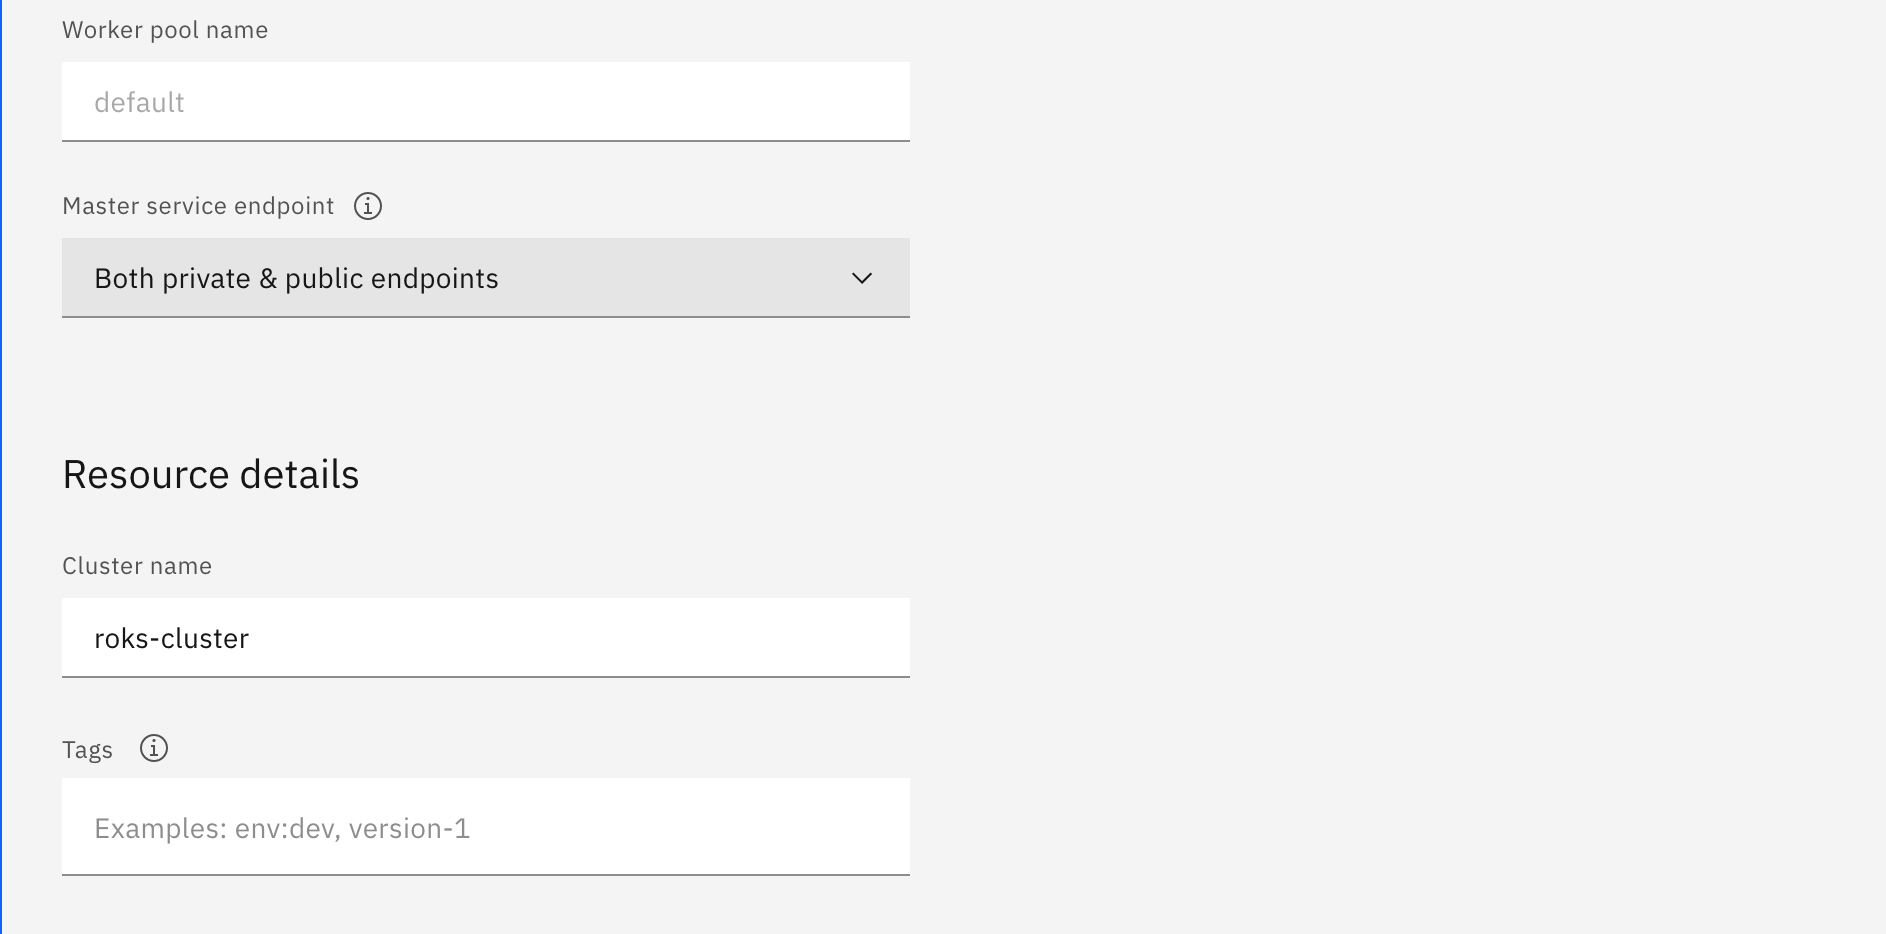 Worker pool name
default
Master service endpoint
Both private & public endpoints
Resource details
Cluster name
roks-cluster
Tags
Examples: env:dev, version-1